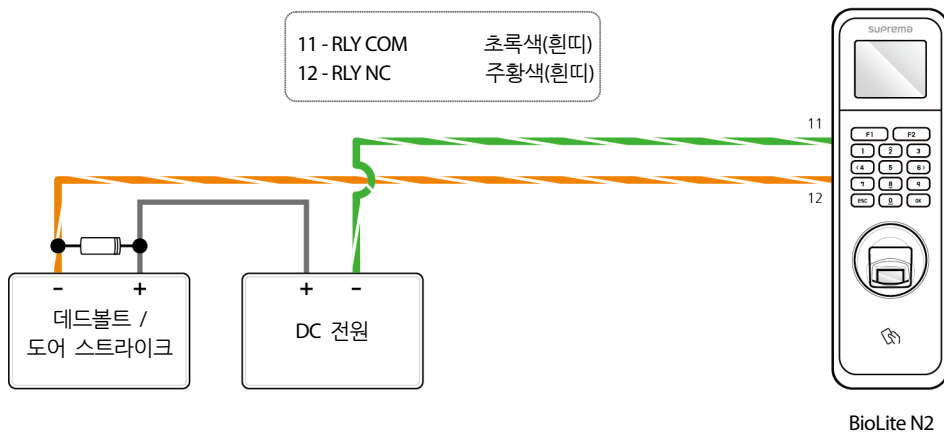 11 - RLY COM 초록색(흰띠)
12 - RLY NC 주황색(흰띠)
suprema
11
12
F1 F2
1 2 3
<4 5 6>
7 8 9
ESC 0 OK
- +
데드볼트 /
도어 스트라이크
+ -
DC 전원
BioLite N2